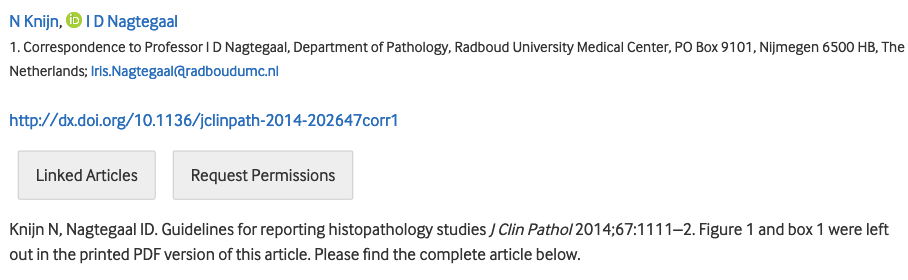 N Knijn, iD I D Nagtegaal
1. Correspondence to Professor I D Nagtegaal, Department of Pathology, Radboud University Medical Center, PO Box 9101, Nijmegen 6500 HB, The
Netherlands; Iris.Nagtegaal@radboudumc.nl
http://dx.doi.org/10.1136/jclinpath-2014-202647corr1
Linked Articles Request Permissions
Knijn N, Nagtegaal ID. Guidelines for reporting histopathology studies J Clin Pathol 2014;67:1111–2. Figure 1 and box 1 were left
out in the printed PDF version of this article. Please find the complete article below.